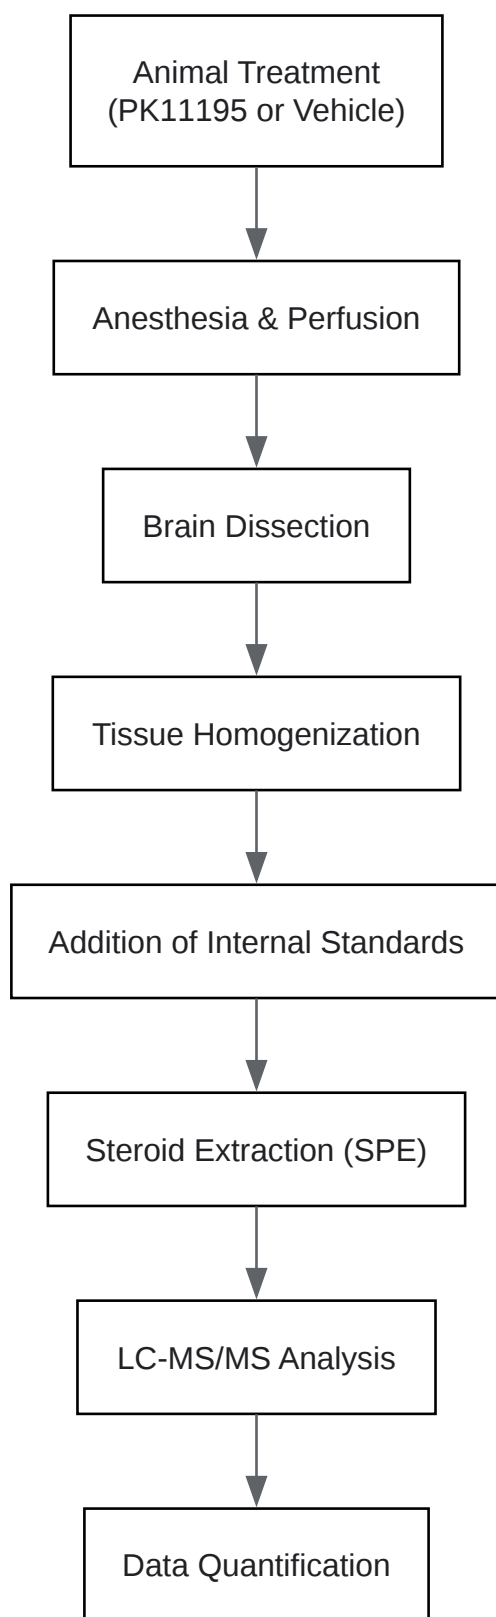 Animal Treatment
(PK11195 or Vehicle)
Anesthesia & Perfusion
Brain Dissection
Tissue Homogenization
Addition of Internal Standards
Steroid Extraction (SPE)
LC-MS/MS Analysis
Data Quantification